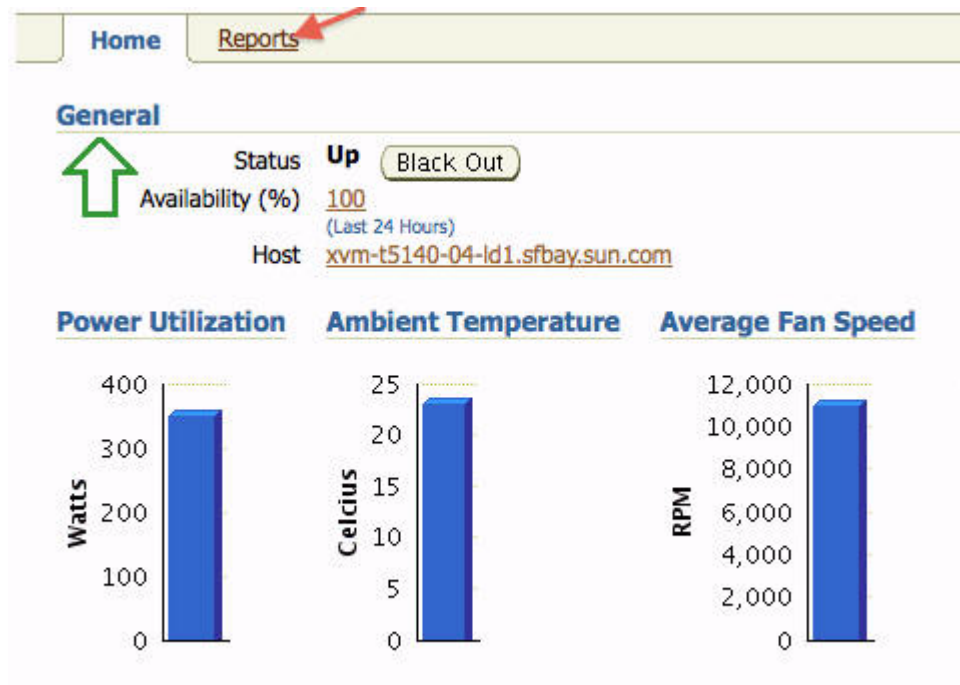 Home Reports
General
Status Up Black Out
Availability (%) 100
(Last 24 Hours)
Host xvm-t5140-04-ld1.sfbay.sun.com
Power Utilization Ambient Temperature Average Fan Speed
400
300
200
100
0
Watts
25
20
15
10
5
0
Celcius
12,000
10,000
8,000
6,000
4,000
2,000
0
RPM